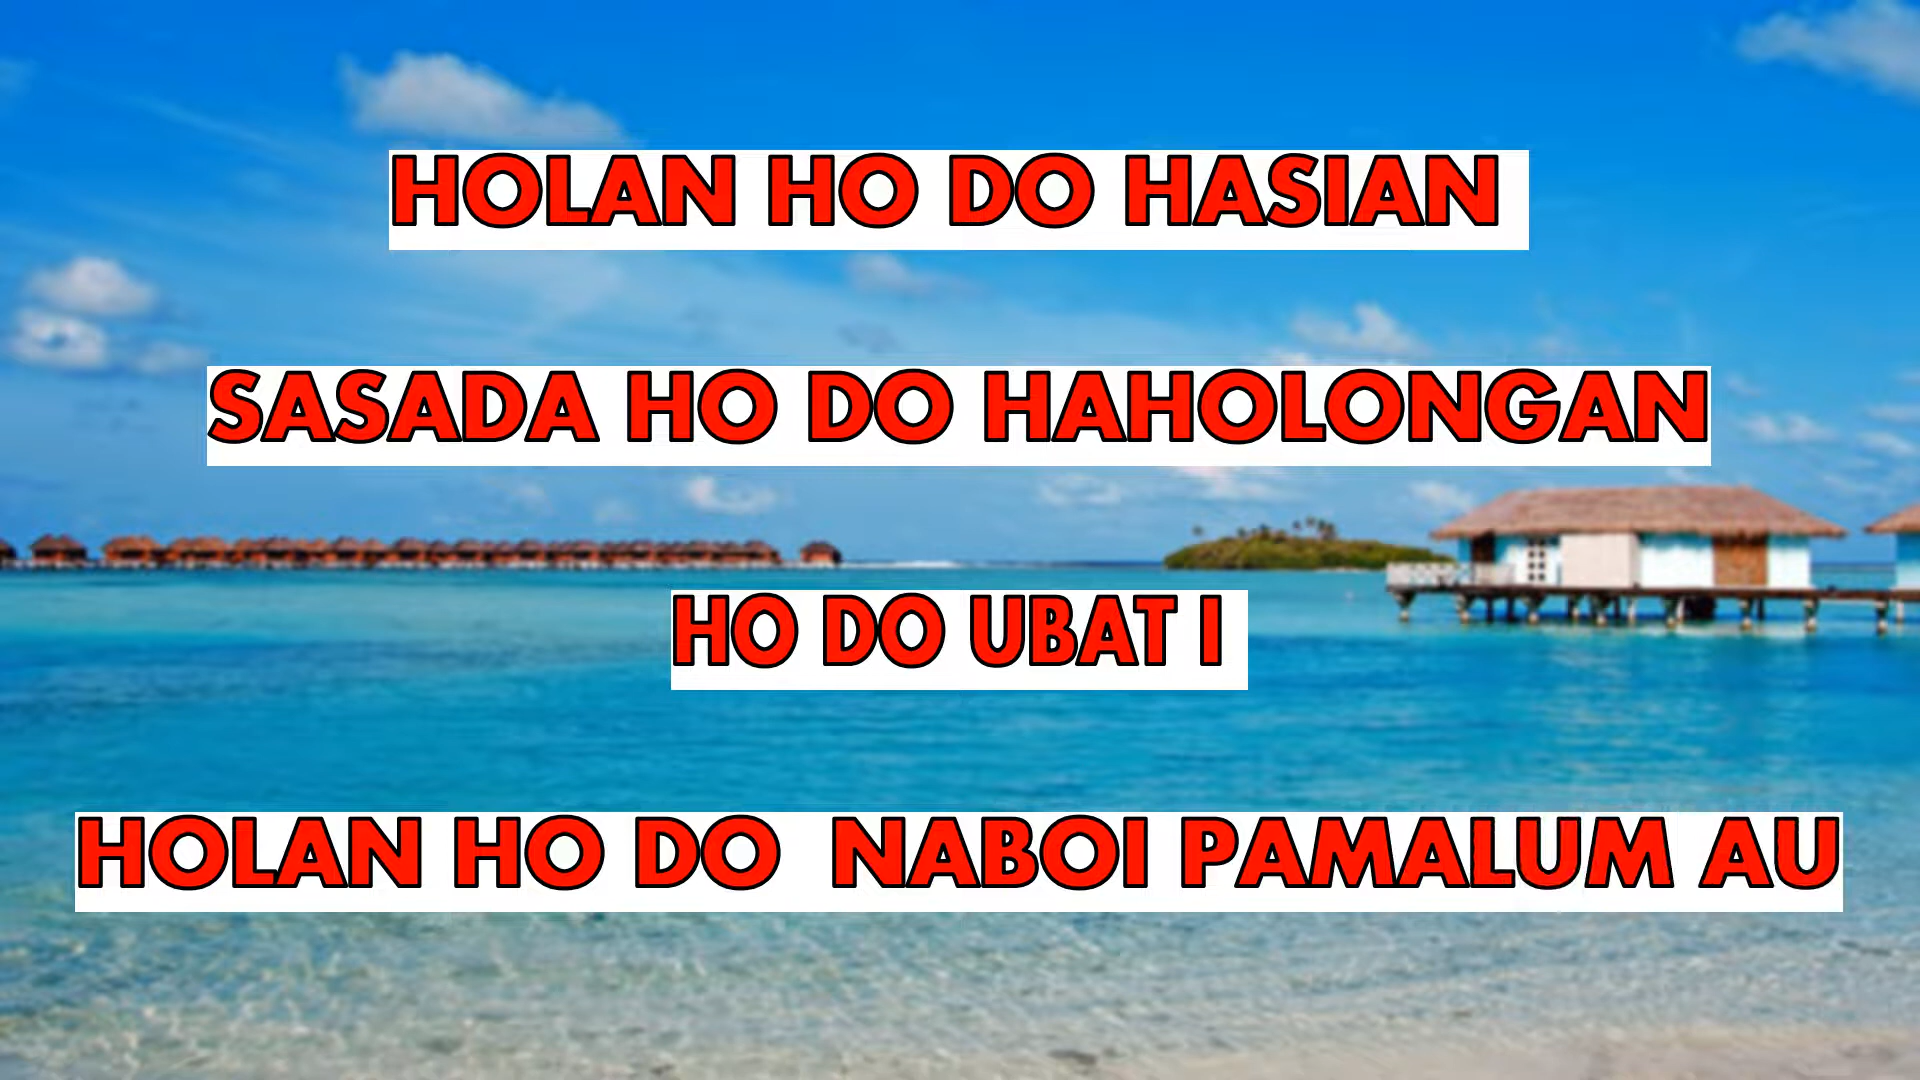 HOLAN HO DO HASIAN
SASADA HO DO HAHOLONGAN
HO DO UBAT I
HOLAN HO DO  NABOI PAMALUM AU